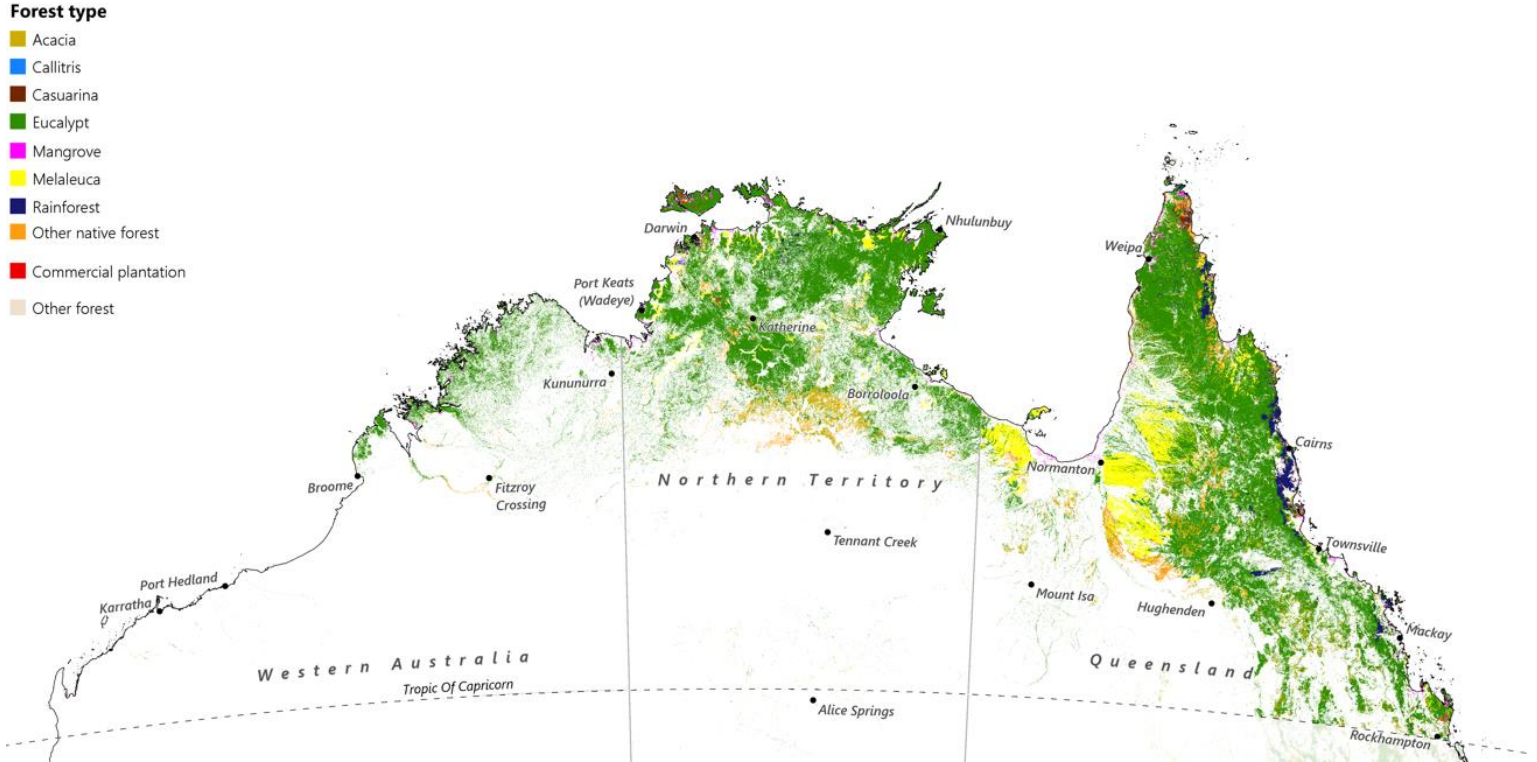 Forest type
Acacia
Callitris
Casuarina
Eucalypt
Mangrove
Melaleuca
Rainforest
Other native forest
Commercial plantation
Other forest
Darwin
Nhulunbuy
Weipa
Port Keats
(Wadeye)
Katherine
Kununurra
Borroloola
Cairns
Normanton
Broome
Fitzroy
Crossing
Northern Territory
Tennant Creek
Townsville
Port Hedland
Karratha
Mount Isa
Hughenden
Mackay
Western Australia
Queensland
Tropic Of Capricorn
Alice Springs
Rockhampton